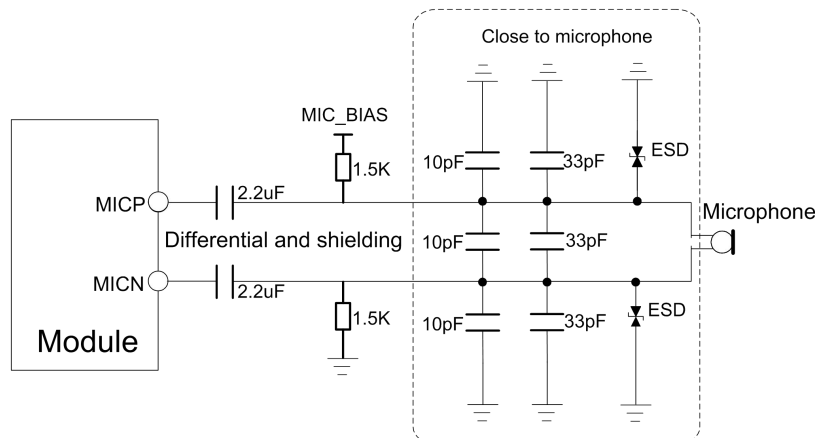 Close to microphone
MIC_BIAS
1.5K
10pF
33pF
ESD
MICP
2.2uF
Microphone
Differential and shielding
10pF
33pF
MICN
2.2uF
1.5K
10pF
33pF
ESD
Module